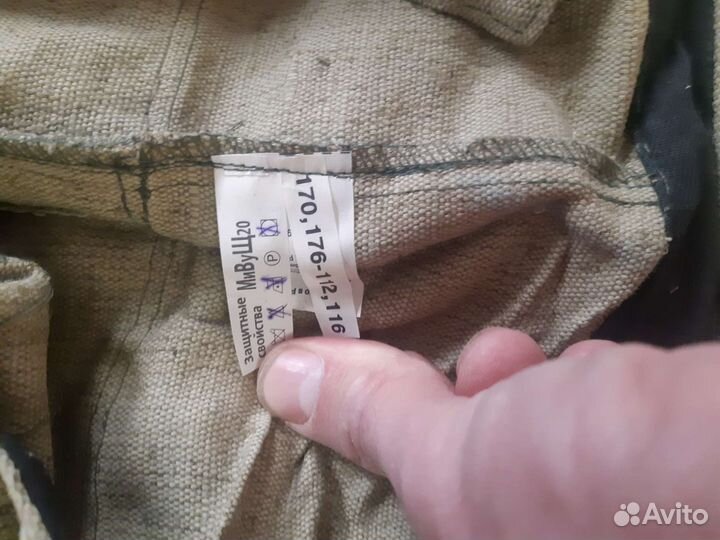 Защитные
свойства
МиВуЩ20
P
170,176-112,116
Avito